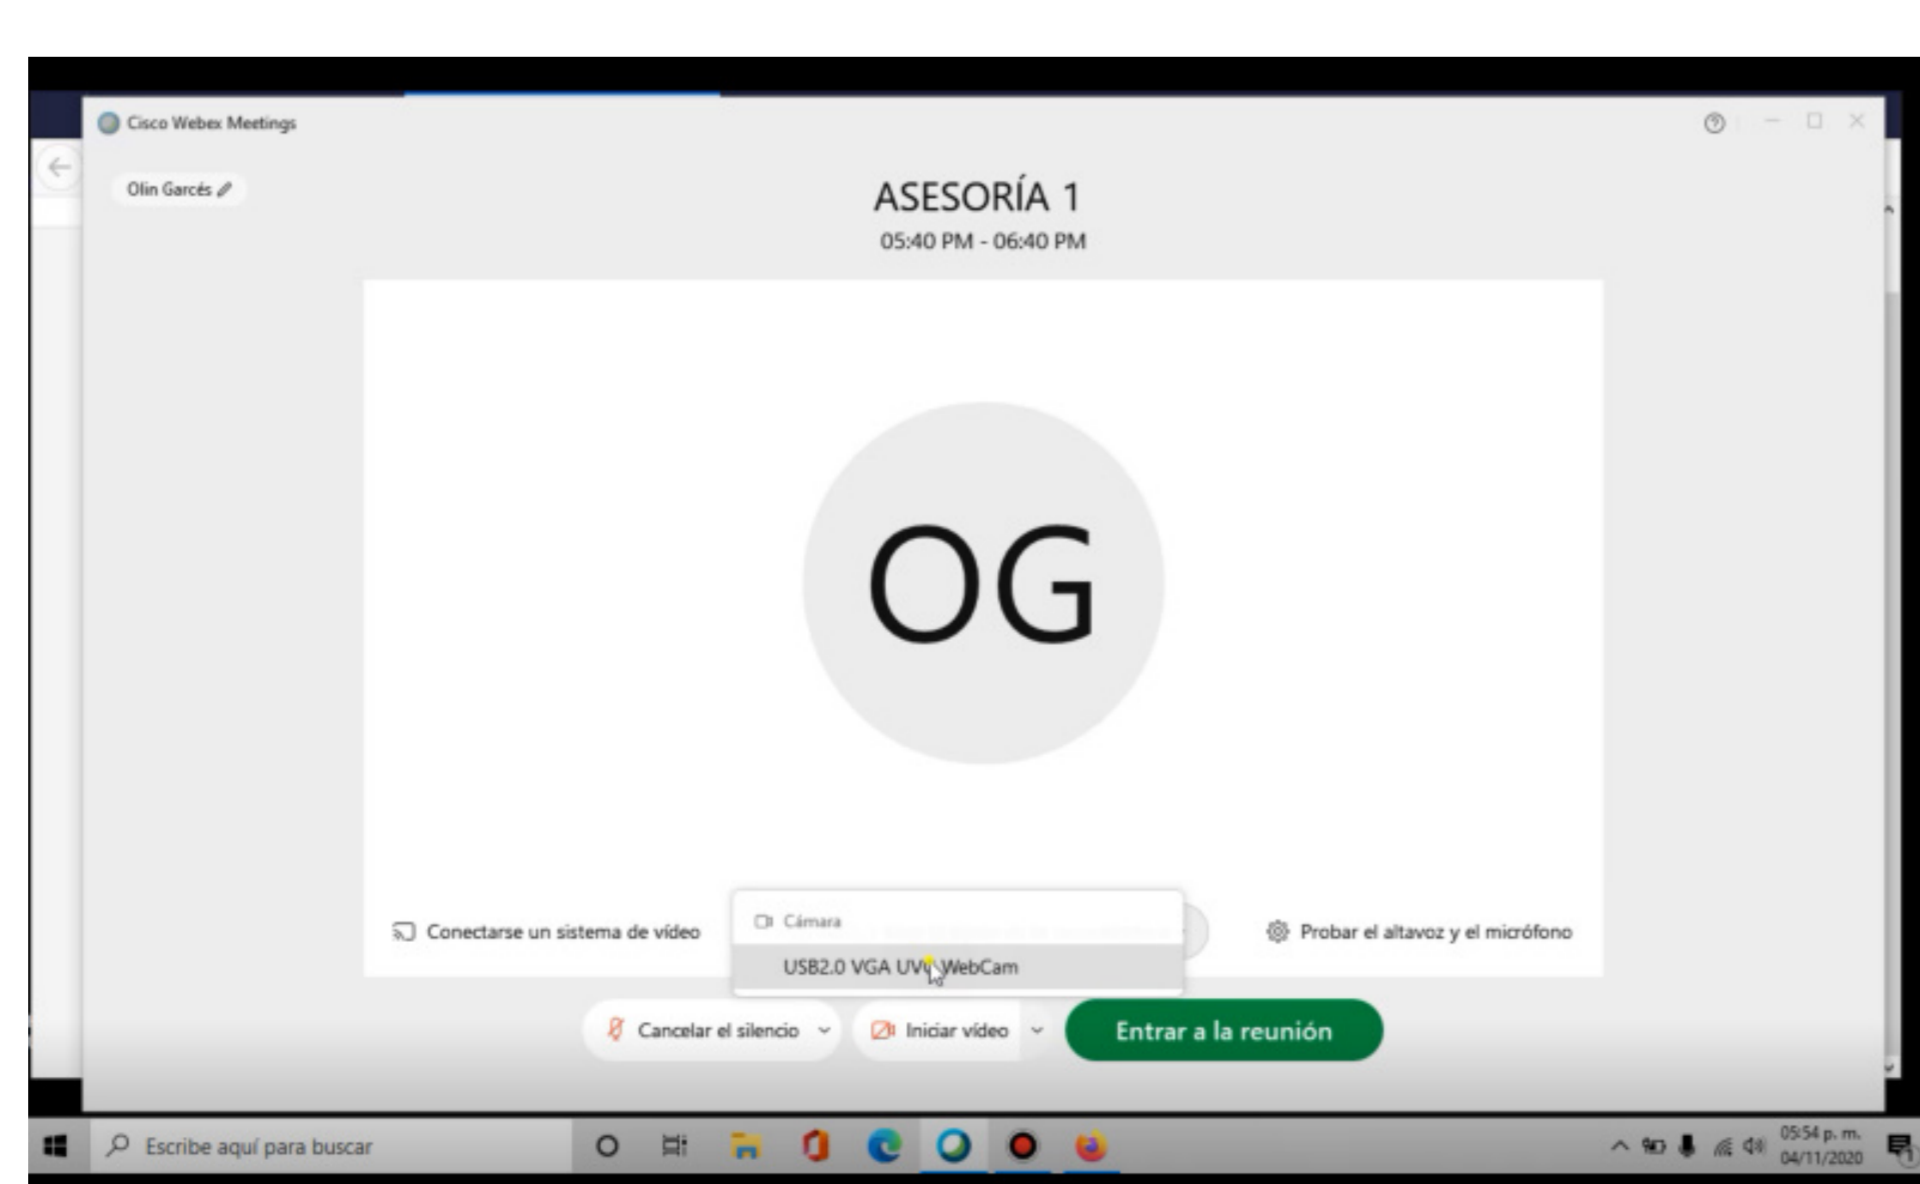 Cisco Webex Meetings
Olin Garcés
ASESORÍA 1
05:40 PM - 06:40 PM
OG
Conectarse un sistema de vídeo
Cámara
Probar el altavoz y el micrófono
USB2.0 VGA UVC WebCam
Cancelar el silencio
Iniciar vídeo
Entrar a la reunión
Escribe aquí para buscar
05:54 p. m.
04/11/2020
1